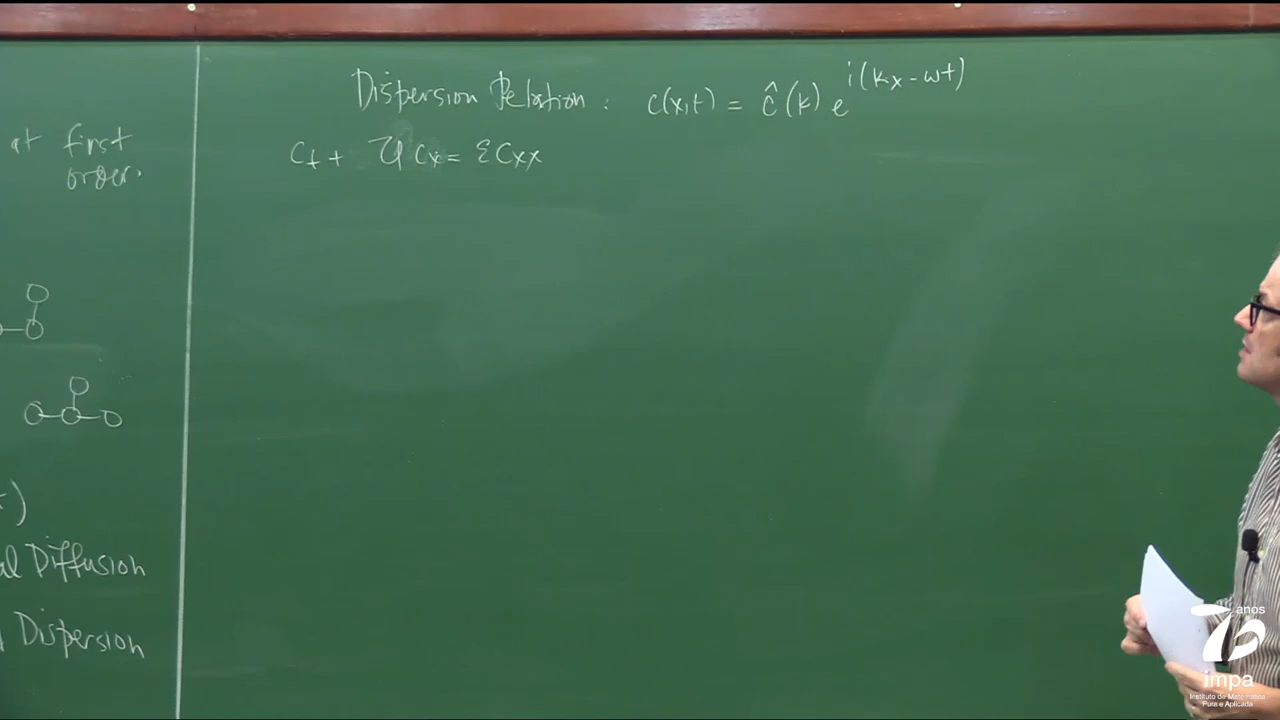 at first
order.
t)
al Diffusion
Dispersion
Dispersion Relation : c(x,t) = ĉ(k) e^{i(kx - ωt)}
C_t + U C_x = ε C_xx
7 anos
impa
Instituto de Matemática
Pura e Aplicada